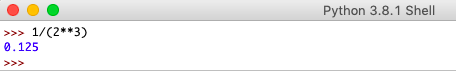 Python 3.8.1 Shell
>>> 1/(2**3)
0.125
>>>